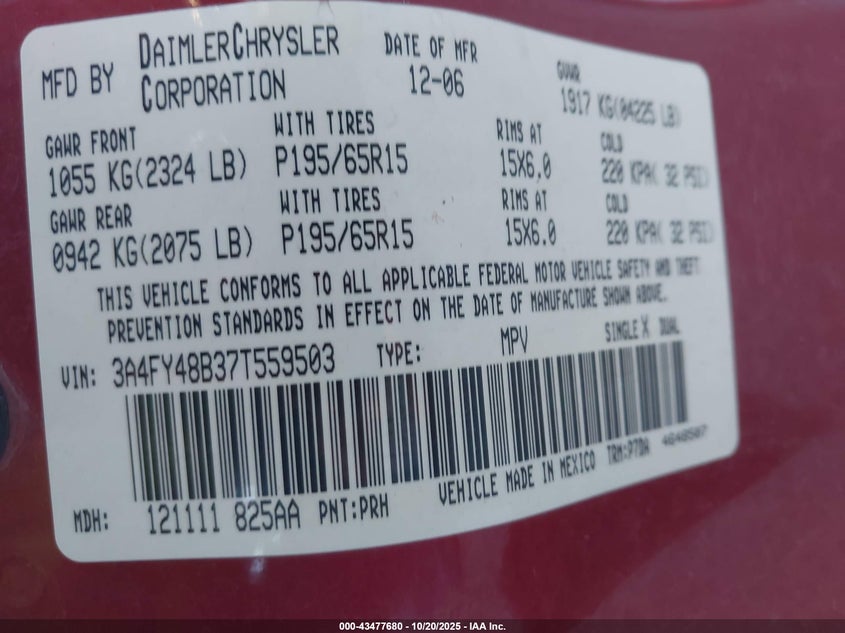 MFD BY DAIMLERCHRYSLER CORPORATION
DATE OF MFR 12-06
GVWR 1917 KG(04225 LB)
GAWR FRONT WITH TIRES RIMS AT COLD
1055 KG(2324 LB) P195/65R15 15X6.0 220 KPA( 32 PSI)
GAWR REAR WITH TIRES RIMS AT COLD
0942 KG(2075 LB) P195/65R15 15X6.0 220 KPA( 32 PSI)
THIS VEHICLE CONFORMS TO ALL APPLICABLE FEDERAL MOTOR VEHICLE SAFETY AND THEFT
PREVENTION STANDARDS IN EFFECT ON THE DATE OF MANUFACTURE SHOWN ABOVE.
VIN: 3A4FY48B37T559503 TYPE: MPV SINGLE X DUAL
MDH: 121111 825AA PNT:PRH VEHICLE MADE IN MEXICO TRM:P7DA
000-43477680 - 10/20/2025 - IAA Inc.